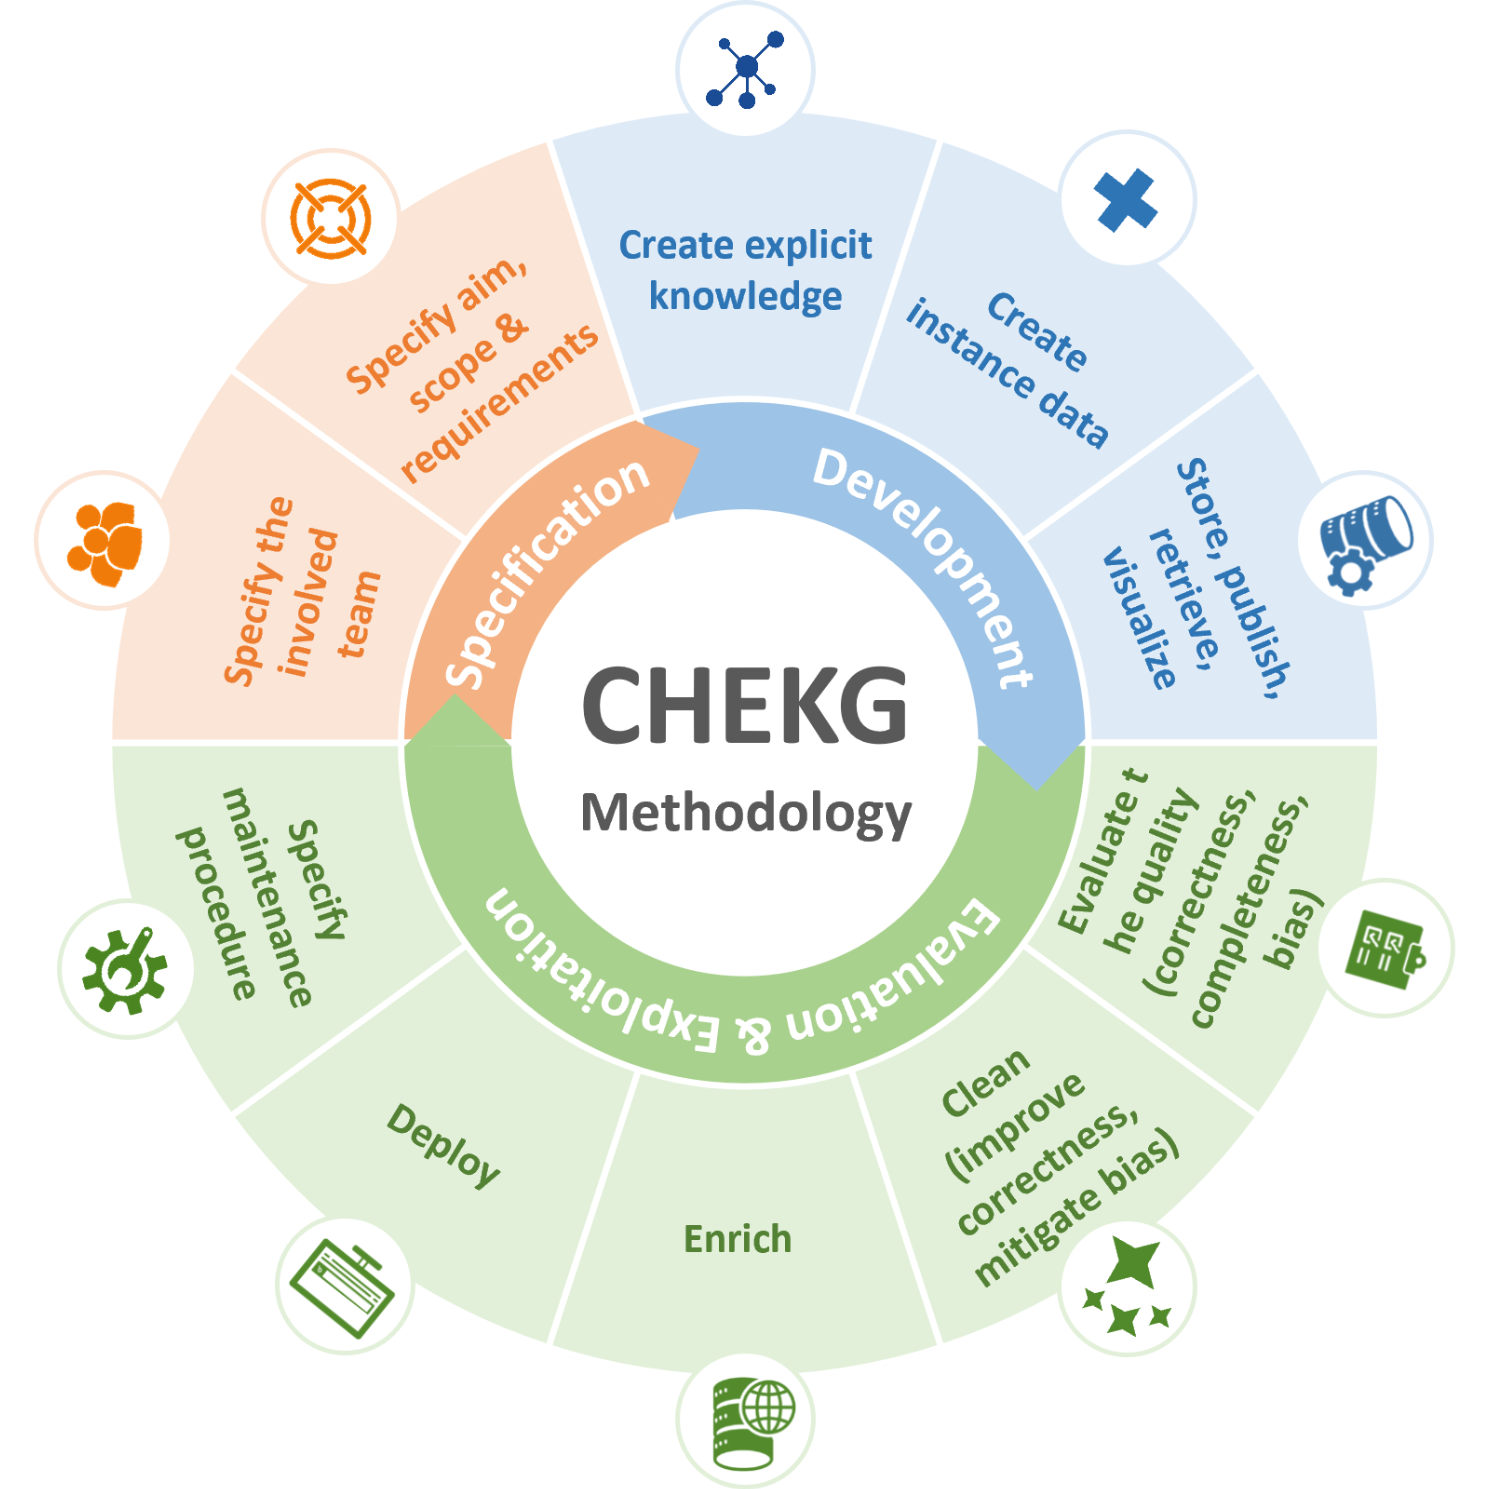 CHEKG
Methodology
Specification
Development
Evaluation & Exploitation
Specify the
involved
team
Specify aim,
scope &
requirements
Create explicit
knowledge
Create
instance data
Store, publish,
retrieve,
visualize
Evaluate t
he quality
(correctness,
completeness,
bias)
Clean
(improve
correctness,
mitigate bias)
Enrich
Deploy
Specify
maintenance
procedure